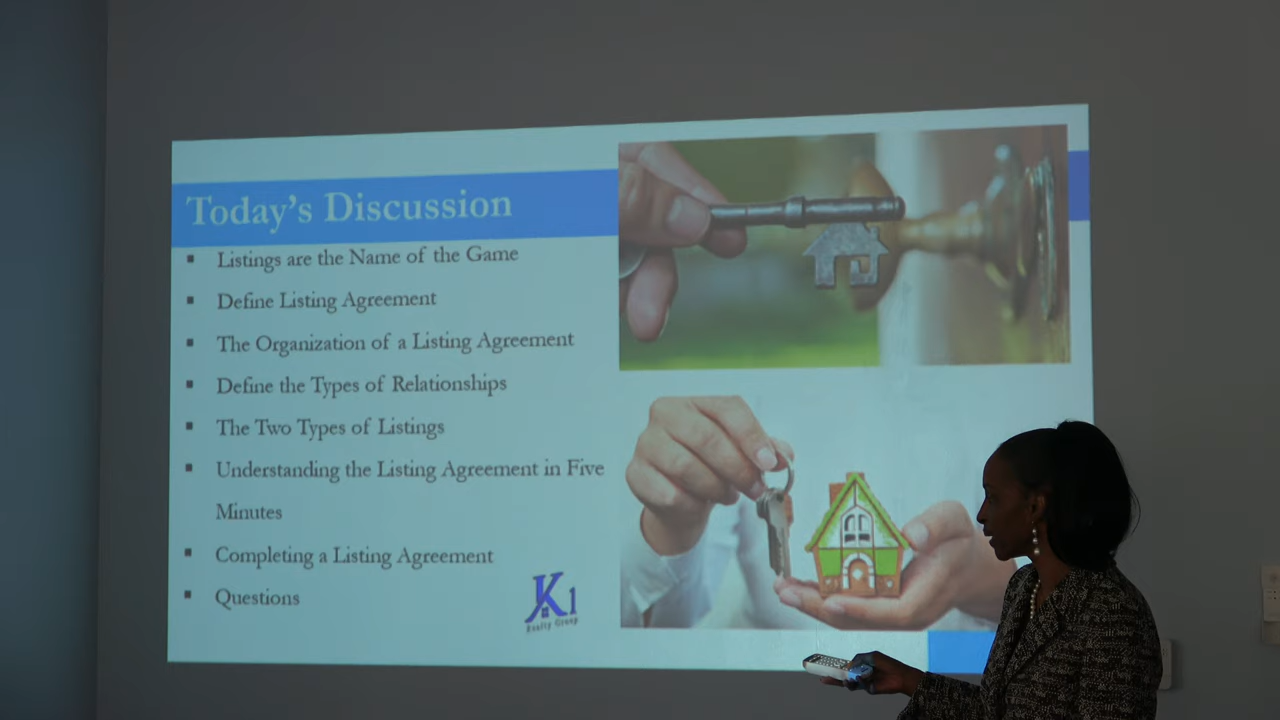 Today's Discussion
Listings are the Name of the Game
Define Listing Agreement
The Organization of a Listing Agreement
Define the Types of Relationships
The Two Types of Listings
Understanding the Listing Agreement in Five
Minutes
Completing a Listing Agreement
Questions
K1
Realty Group